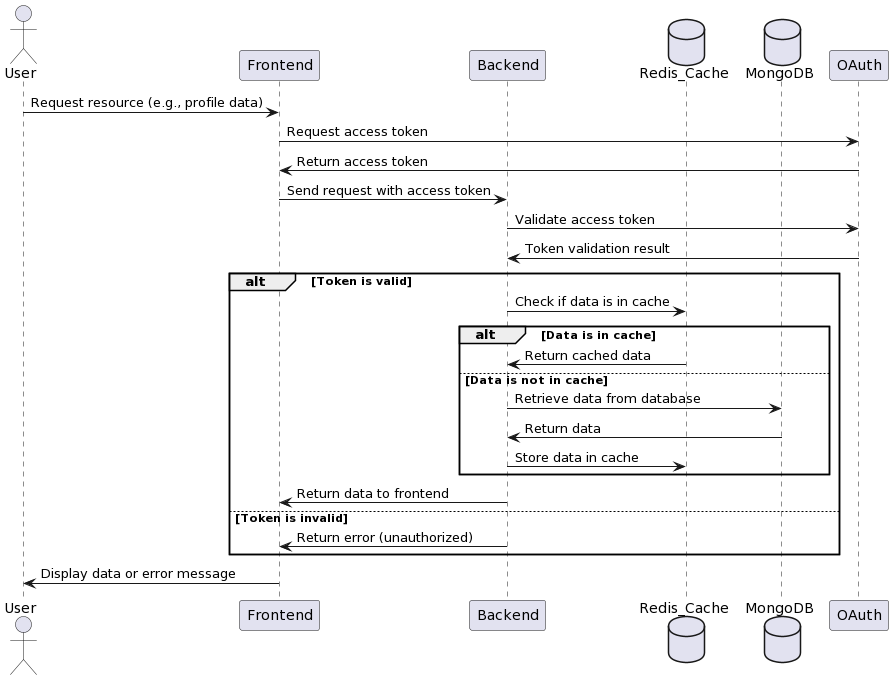 User
Frontend
Backend
Redis_Cache
MongoDB
OAuth
Request resource (e.g., profile data)
Request access token
Return access token
Send request with access token
Validate access token
Token validation result
alt
[Token is valid]
Check if data is in cache
alt
[Data is in cache]
Return cached data
[Data is not in cache]
Retrieve data from database
Return data
Store data in cache
Return data to frontend
[Token is invalid]
Return error (unauthorized)
Display data or error message
User
Frontend
Backend
Redis_Cache
MongoDB
OAuth